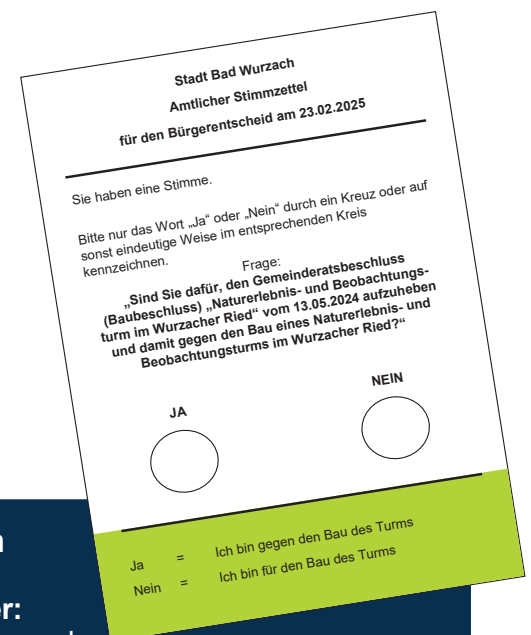 Stadt Bad Wurzach
Amtlicher Stimmzettel
für den Bürgerentscheid am 23.02.2025
Sie haben eine Stimme.
Bitte nur das Wort „Ja“ oder „Nein“ durch ein Kreuz oder auf
sonst eindeutige Weise im entsprechenden Kreis
kennzeichnen.
Frage:
„Sind Sie dafür, den Gemeinderatsbeschluss
(Baubeschluss) „Naturerlebnis- und Beobachtungs-
turm im Wurzacher Ried“ vom 13.05.2024 aufzuheben
und damit gegen den Bau eines Naturerlebnis- und
Beobachtungsturms im Wurzacher Ried?“
JA NEIN
Ja = Ich bin gegen den Bau des Turms
Nein = Ich bin für den Bau des Turms